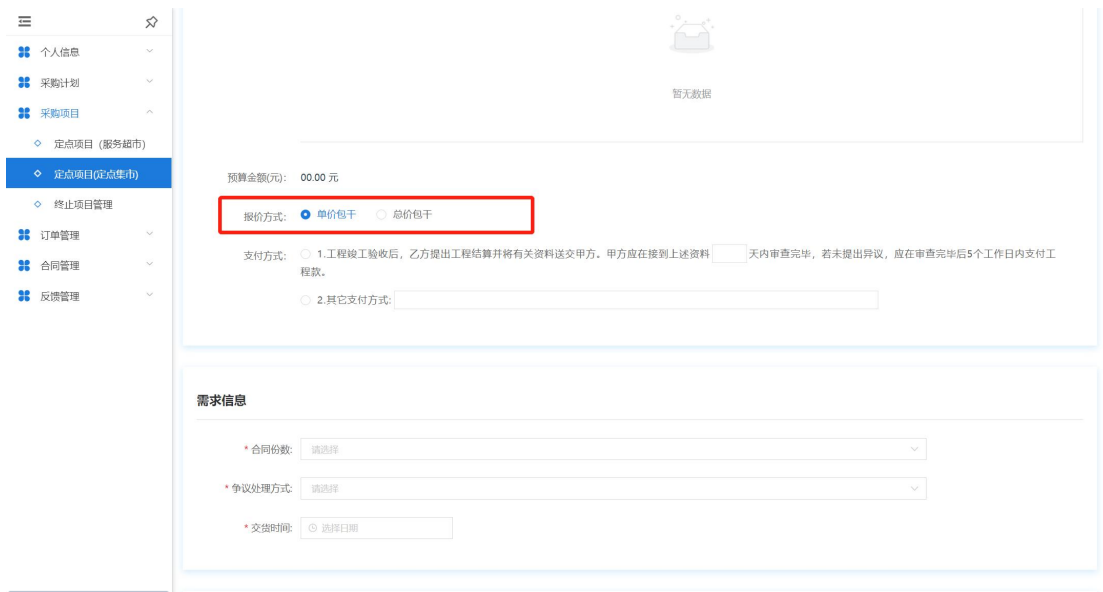 个人信息
采购计划
采购项目
定点项目（服务超市）
定点项目(定点集市)
终止项目管理
订单管理
合同管理
反馈管理
暂无数据
预算金额(元): 00.00 元
报价方式: 单价包干 总价包干
支付方式: 1.工程竣工验收后，乙方提出工程结算并将有关资料送交甲方。甲方应在接到上述资料 天内审查完毕，若未提出异议，应在审查完毕后5个工作日内支付工
程款。
2.其它支付方式:
需求信息
* 合同份数: 请选择
* 争议处理方式: 请选择
* 交货时间: 选择日期